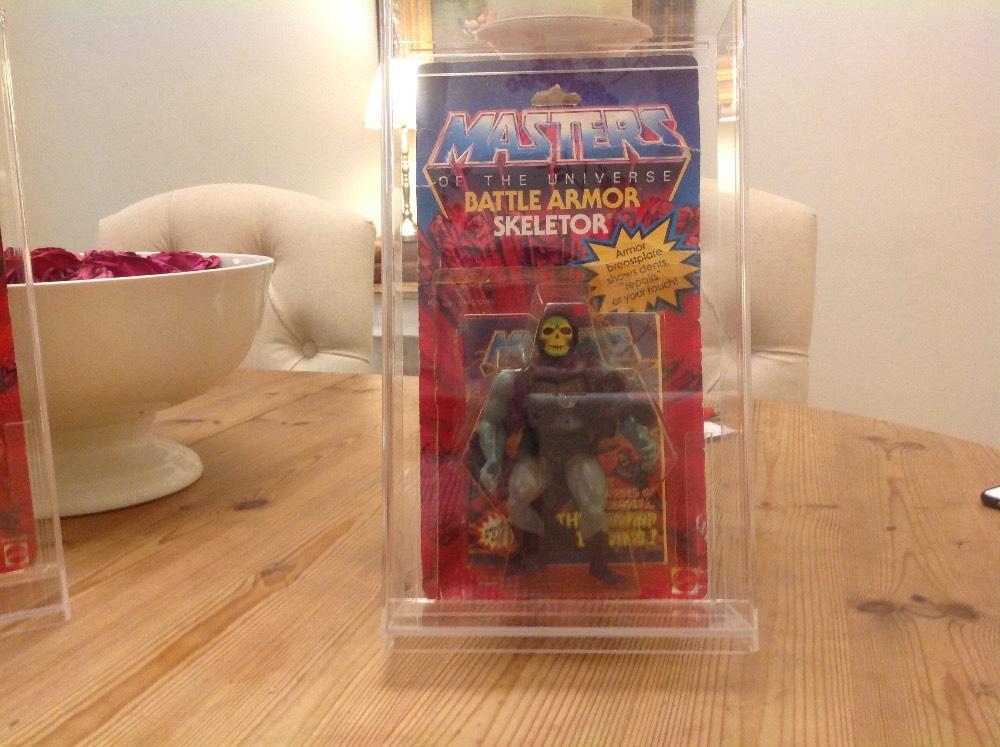 MASTERS
OF THE UNIVERSE
BATTLE ARMOR
SKELETOR
Armor
breastplate
shows dents,
"repairs"
at your touch!